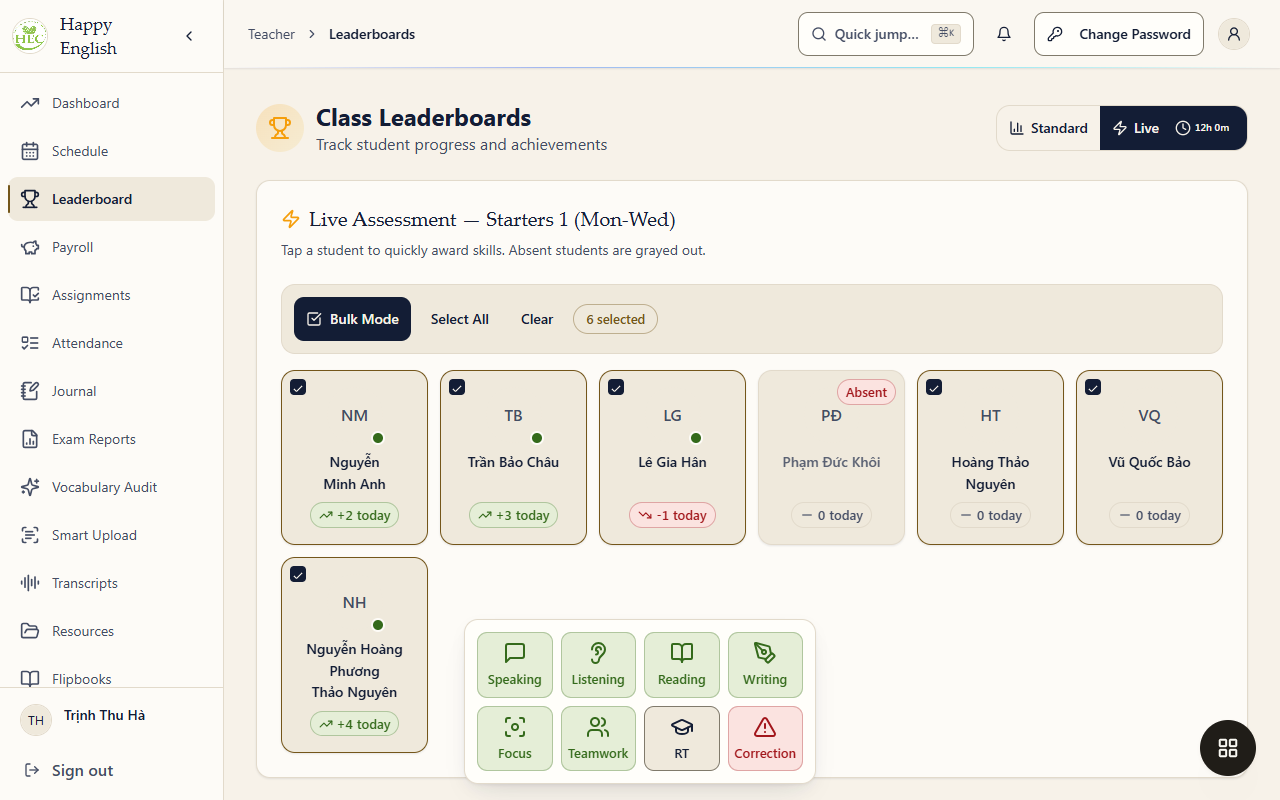 HEC
Happy
English
Teacher
Leaderboards
Quick jump...
⌘K
Change Password
Dashboard
Schedule
Leaderboard
Payroll
Assignments
Attendance
Journal
Exam Reports
Vocabulary Audit
Smart Upload
Transcripts
Resources
Flipbooks
TH
Trịnh Thu Hà
Sign out
Class Leaderboards
Track student progress and achievements
Standard
Live
12h 0m
Live Assessment — Starters 1 (Mon-Wed)
Tap a student to quickly award skills. Absent students are grayed out.
Bulk Mode
Select All
Clear
6 selected
NM
Nguyễn
Minh Anh
+2 today
TB
Trần Bảo Châu
+3 today
LG
Lê Gia Hân
-1 today
Absent
PĐ
Phạm Đức Khôi
0 today
HT
Hoàng Thảo
Nguyên
0 today
VQ
Vũ Quốc Bảo
0 today
NH
Nguyễn Hoàng
Phương
Thảo Nguyên
+4 today
Speaking
Listening
Reading
Writing
Focus
Teamwork
RT
Correction